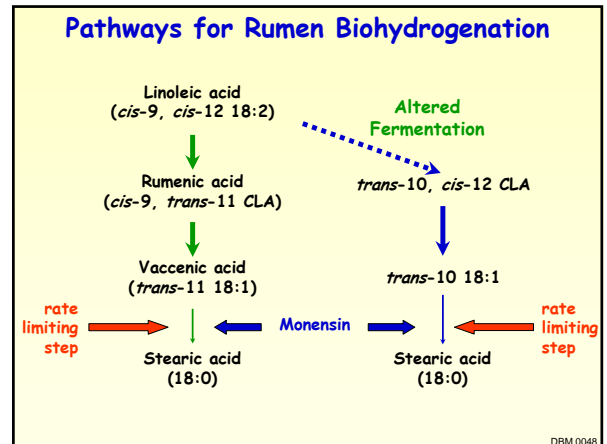 Pathways for Rumen Biohydrogenation
Linoleic acid
(cis-9, cis-12 18:2)
Altered
Fermentation
Rumenic acid
(cis-9, trans-11 CLA)
trans-10, cis-12 CLA
Vaccenic acid
(trans-11 18:1)
trans-10 18:1
rate
limiting
step
Monensin
rate
limiting
step
Stearic acid
(18:0)
Stearic acid
(18:0)
DBM 0048